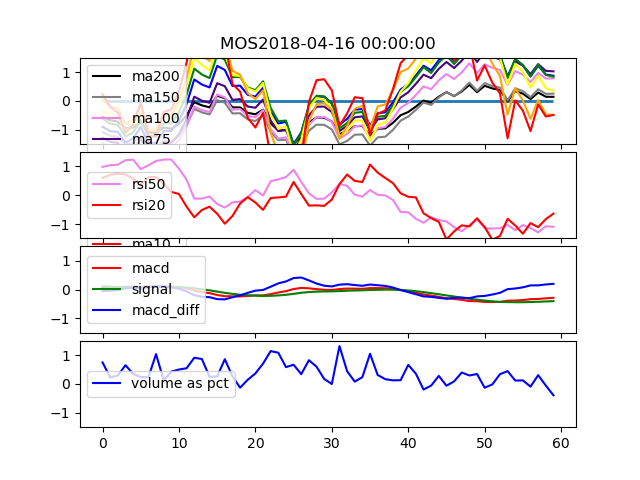 MOS2018-04-16 00:00:00
1
0
−1
ma200
ma150
ma100
ma75
1
0
−1
rsi50
rsi20
ma10
1
0
−1
macd
signal
macd_diff
1
0
−1
volume as pct
0 10 20 30 40 50 60